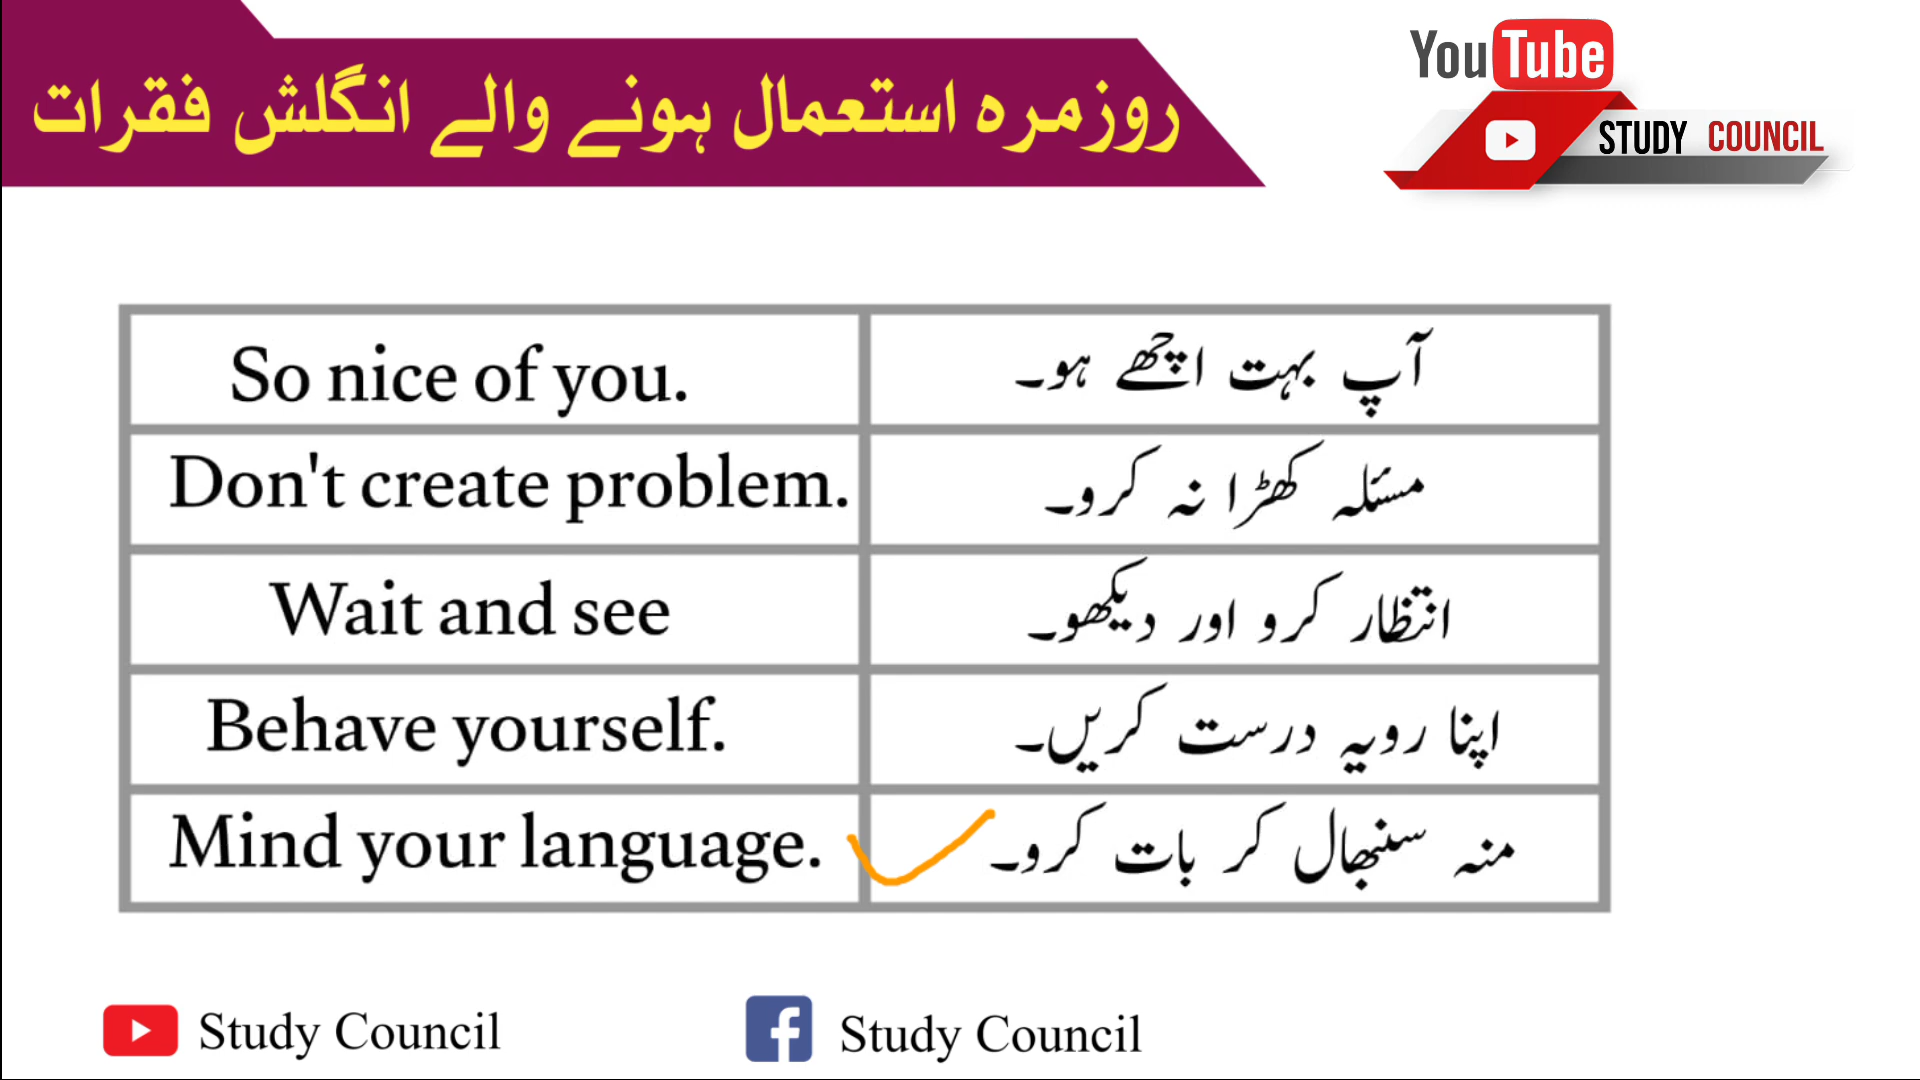 روزمرہ استعمال ہونے والے انگلش فقرات
YouTube
STUDY COUNCIL
So nice of you.
آپ بہت اچھے ہو۔
Don't create problem.
مسئلہ کھڑا نہ کرو۔
Wait and see
انتظار کرو اور دیکھو۔
Behave yourself.
اپنا رویہ درست کریں۔
Mind your language.
منہ سنبھال کر بات کرو۔
Study Council
Study Council